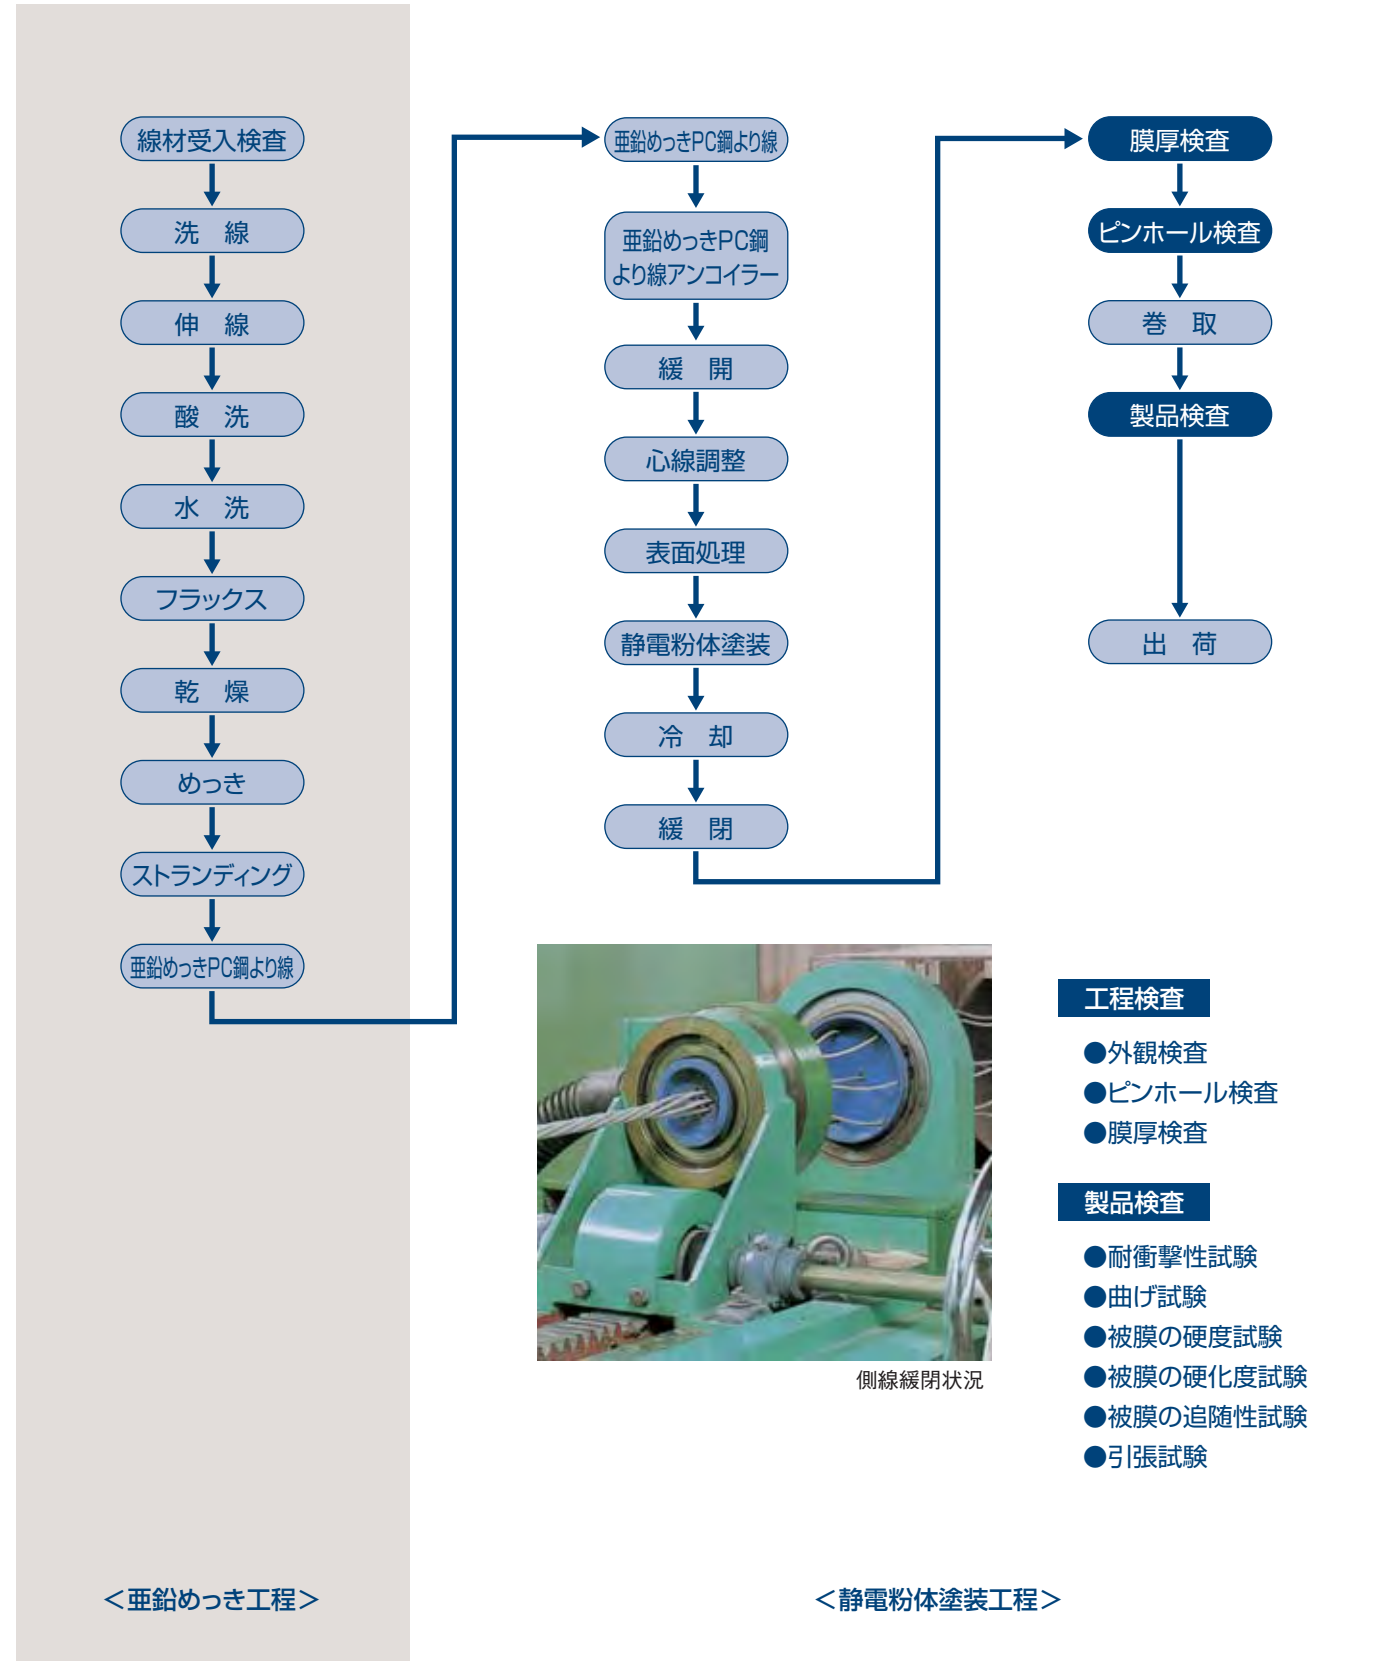 線材受入検査
洗　線
伸　線
酸　洗
水　洗
フラックス
乾　燥
めっき
ストランディング
亜鉛めっきPC鋼より線
亜鉛めっきPC鋼より線
亜鉛めっきPC鋼
より線アンコイラー
緩　開
心線調整
表面処理
静電粉体塗装
冷　却
緩　閉
膜厚検査
ピンホール検査
巻　取
製品検査
出　荷
側線緩閉状況
工程検査
●外観検査
●ピンホール検査
●膜厚検査
製品検査
●耐衝撃性試験
●曲げ試験
●被膜の硬度試験
●被膜の硬化度試験
●被膜の追随性試験
●引張試験
＜亜鉛めっき工程＞
＜静電粉体塗装工程＞